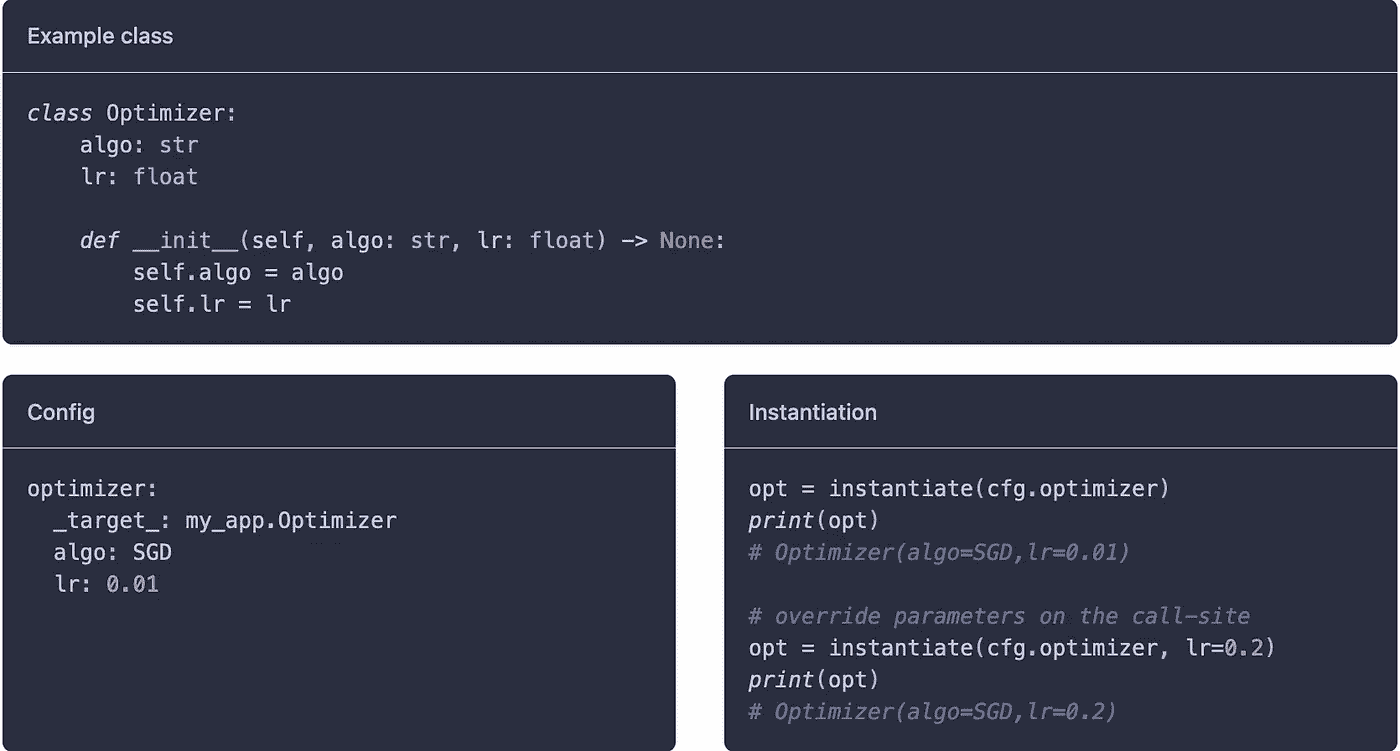 Example class
class Optimizer:
    algo: str
    lr: float

    def __init__(self, algo: str, lr: float) -> None:
        self.algo = algo
        self.lr = lr
Config
optimizer:
  _target_: my_app.Optimizer
  algo: SGD
  lr: 0.01
Instantiation
opt = instantiate(cfg.optimizer)
print(opt)
# Optimizer(algo=SGD,lr=0.01)

# override parameters on the call-site
opt = instantiate(cfg.optimizer, lr=0.2)
print(opt)
# Optimizer(algo=SGD,lr=0.2)